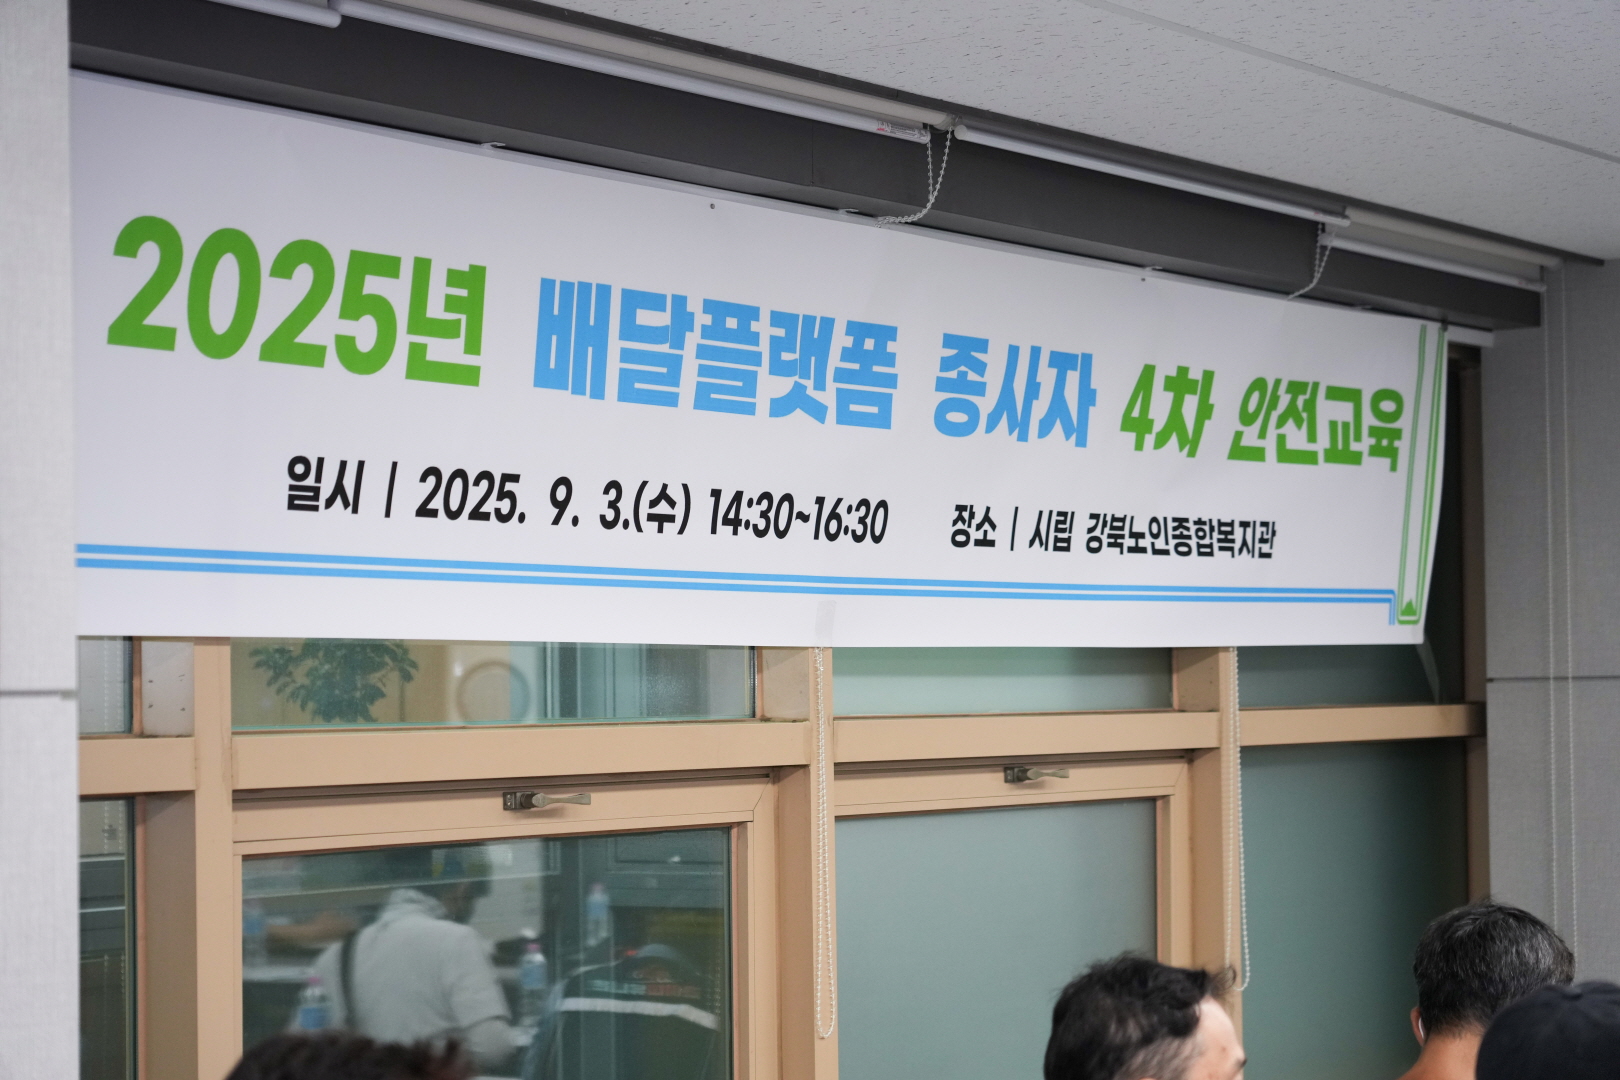 2025년 배달플랫폼 종사자 4차 안전교육
일시 | 2025. 9. 3.(수) 14:30~16:30 장소 | 시립 강북노인종합복지관